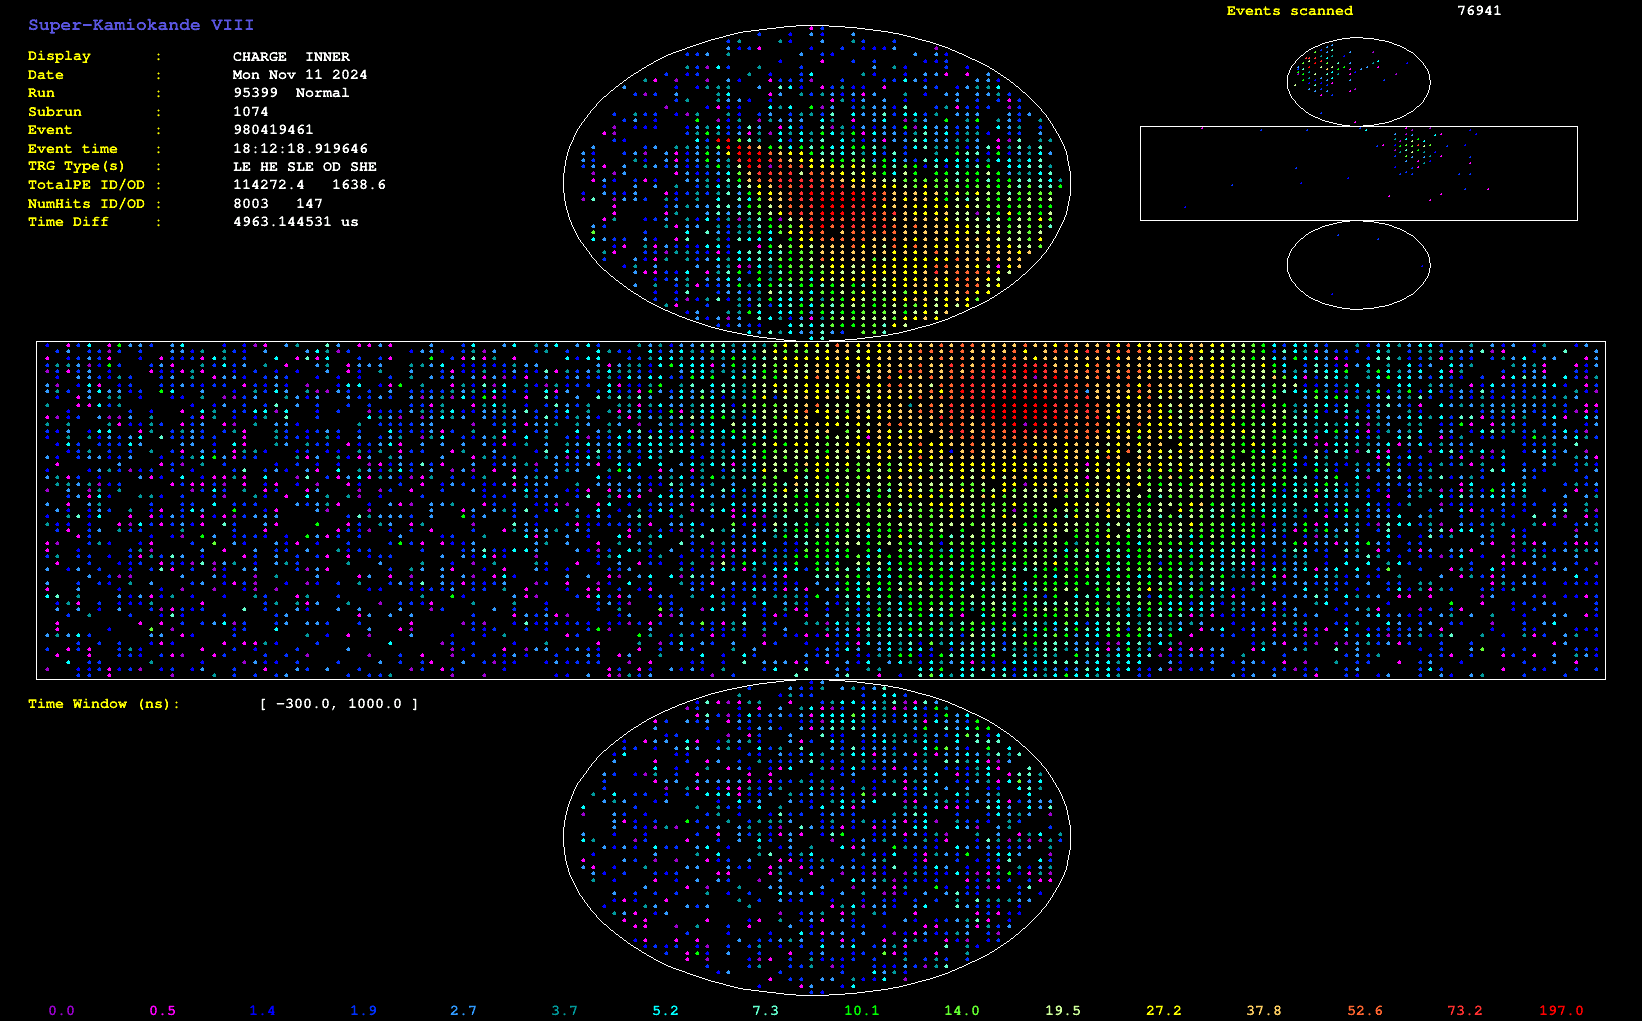 Super-Kamiokande VIII
Events scanned 76941
Display : CHARGE INNER
Date : Mon Nov 11 2024
Run : 95399 Normal
Subrun : 1074
Event : 980419461
Event time : 18:12:18.919646
TRG Type(s) : LE HE SLE OD SHE
TotalPE ID/OD : 114272.4 1638.6
NumHits ID/OD : 8003 147
Time Diff : 4963.144531 us
Time Window (ns): [ -300.0, 1000.0 ]
0.0 0.5 1.4 1.9 2.7 3.7 5.2 7.3 10.1 14.0 19.5 27.2 37.8 52.6 73.2 197.0